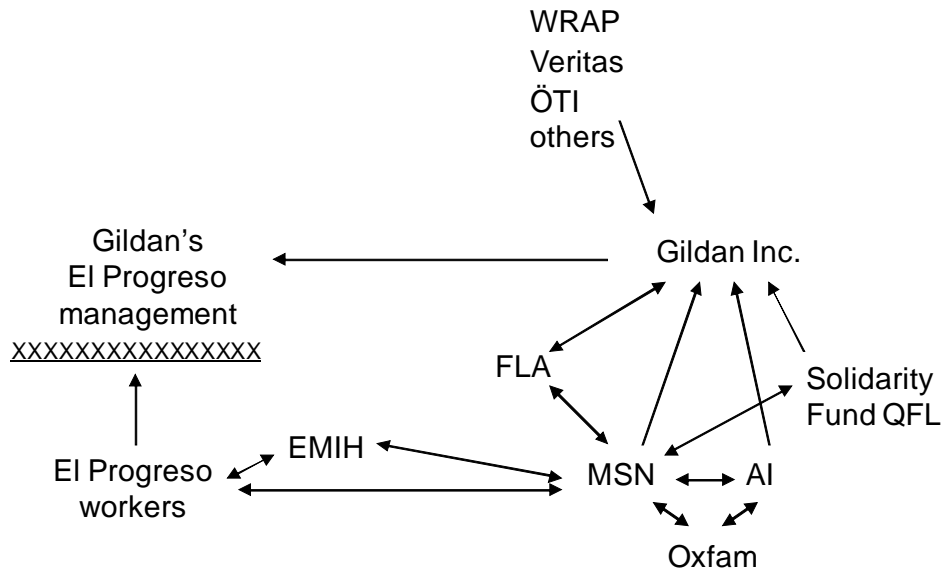 WRAP
Veritas
ÖTI
others
Gildan's
El Progreso
management
XXXXXXXXXXXXXXXX
Gildan Inc.
FLA
Solidarity
Fund QFL
EMIH
El Progreso
workers
MSN
AI
Oxfam